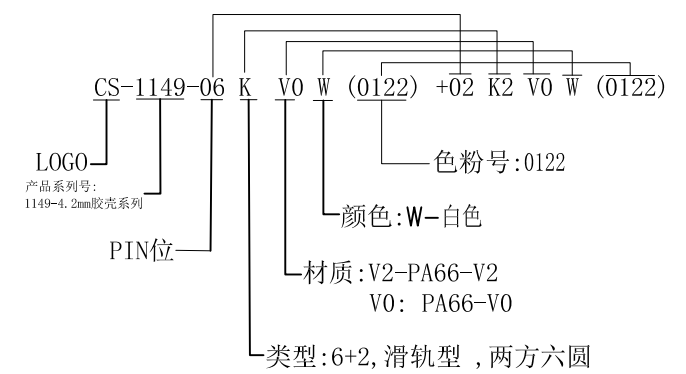 CS-1149-06 K V0 W (0122) +02 K2 V0 W (0122)
LOGO
色粉号:0122
产品系列号:
1149-4.2mm胶壳系列
颜色:W-白色
PIN位
材质:V2-PA66-V2
V0: PA66-V0
类型:6+2,滑轨型 ,两方六圆